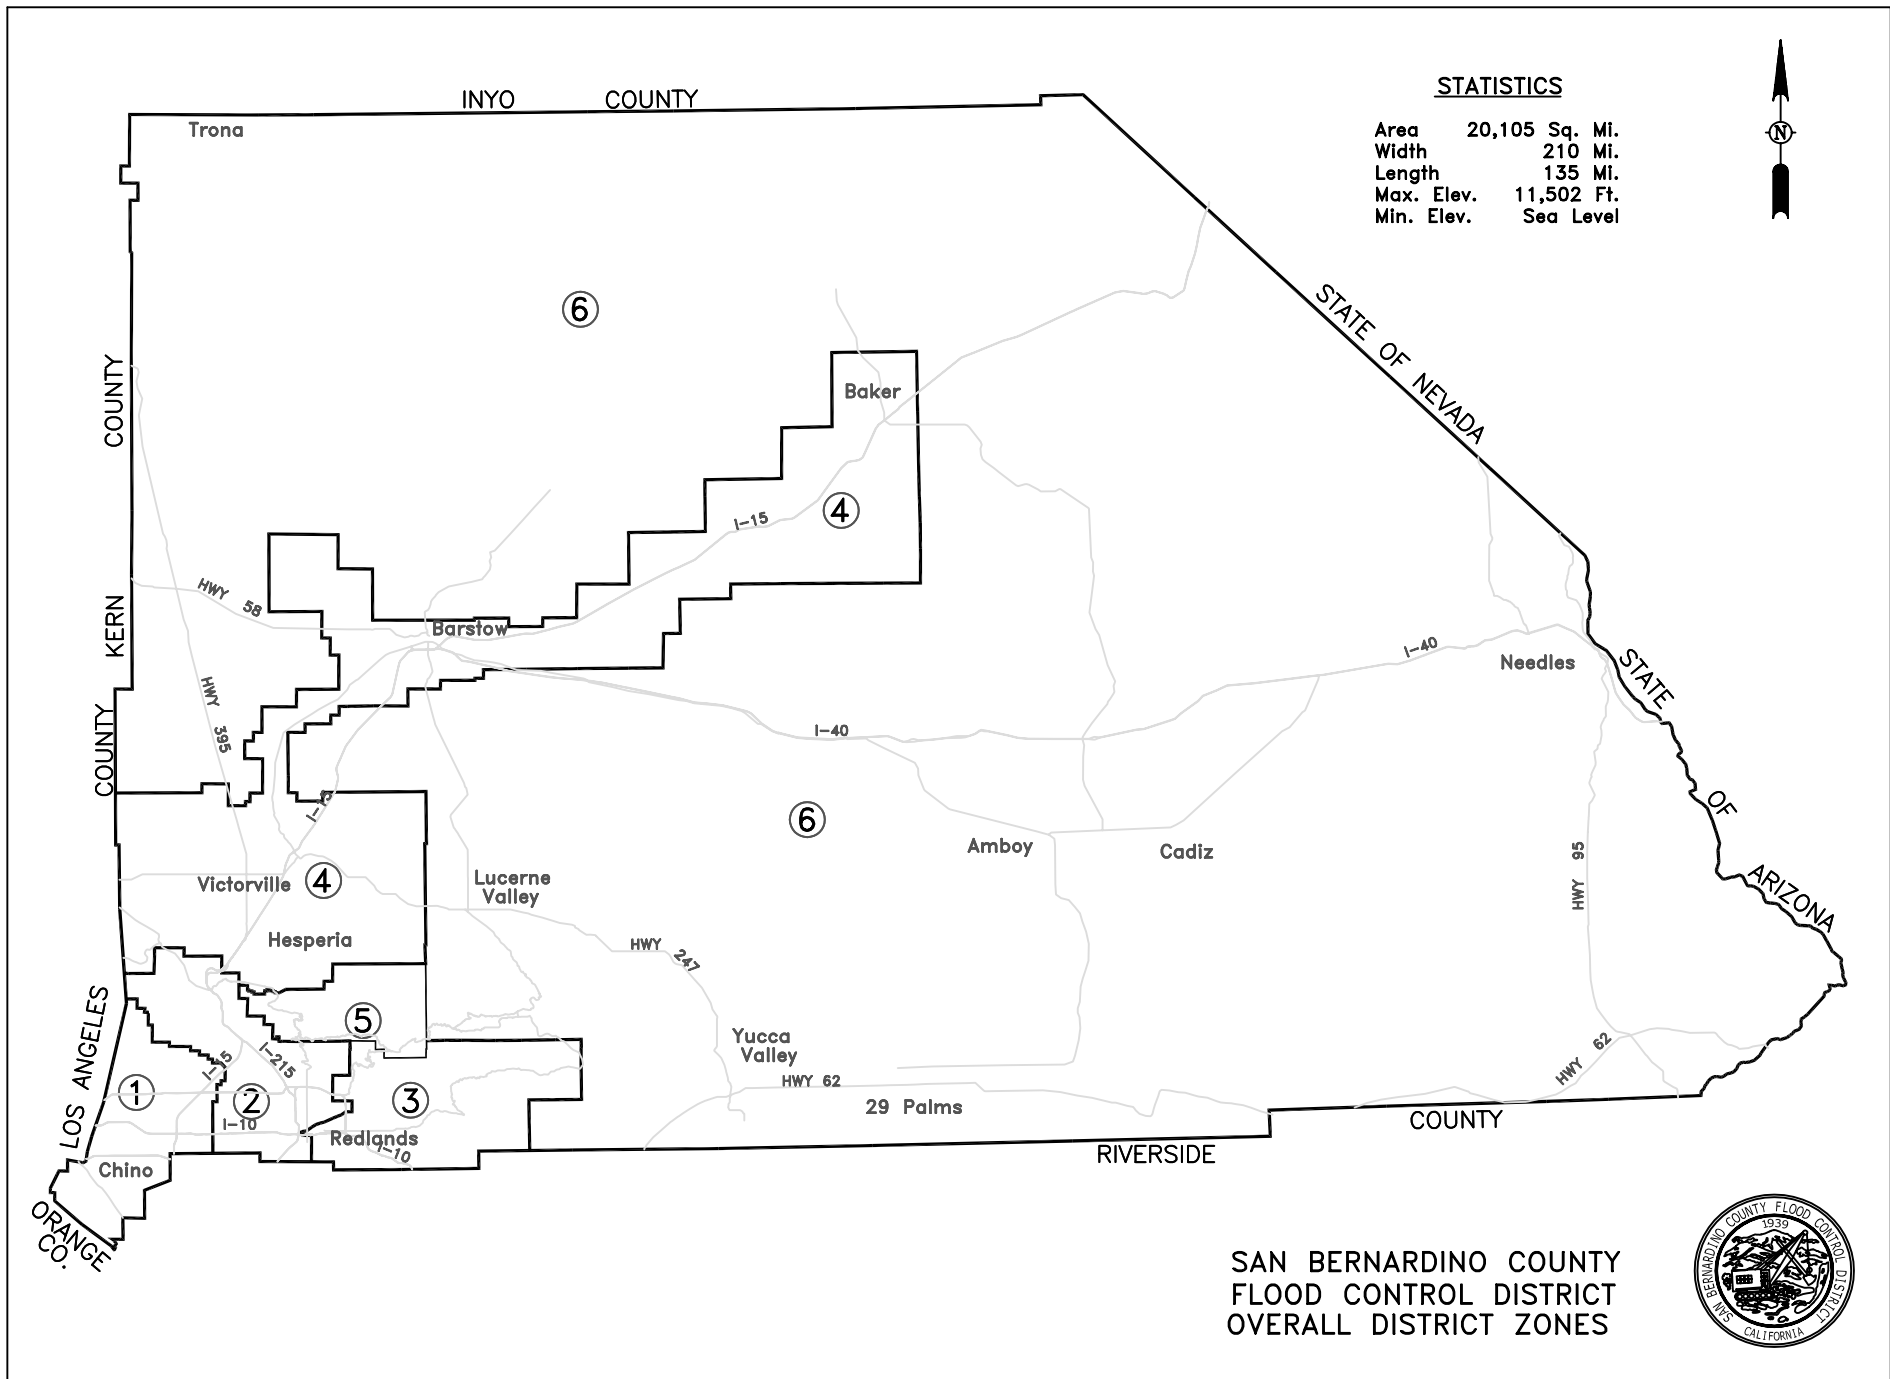 INYO COUNTY
Trona
STATISTICS
Area 20,105 Sq. Mi.
Width 210 Mi.
Length 135 Mi.
Max. Elev. 11,502 Ft.
Min. Elev. Sea Level
N
6
STATE OF NEVADA
KERN COUNTY
Baker
4
I-15
HWY 58
Barstow
I-40
Needles
STATE OF ARIZONA
HWY 395
COUNTY
I-40
I-15
6
Amboy
Cadiz
HWY 95
Victorville
4
Lucerne
Valley
Hesperia
HWY 247
LOS ANGELES
5
Yucca
Valley
HWY 62
I-15
I-215
1
2
3
HWY 62
29 Palms
I-10
Redlands
I-10
COUNTY
RIVERSIDE
Chino
ORANGE
CO.
SAN BERNARDINO COUNTY
FLOOD CONTROL DISTRICT
OVERALL DISTRICT ZONES
SAN BERNARDINO COUNTY FLOOD CONTROL DISTRICT
1939
CALIFORNIA